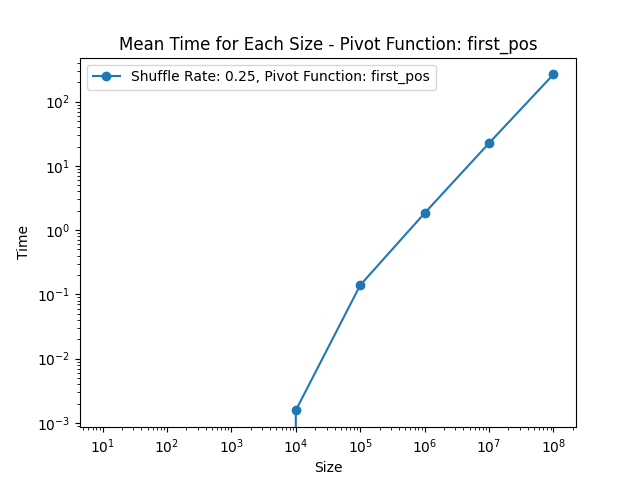 Mean Time for Each Size - Pivot Function: first_pos
Shuffle Rate: 0.25, Pivot Function: first_pos
Time
10²
10¹
10⁰
10⁻¹
10⁻²
10⁻³
10¹ 10² 10³ 10⁴ 10⁵ 10⁶ 10⁷ 10⁸
Size